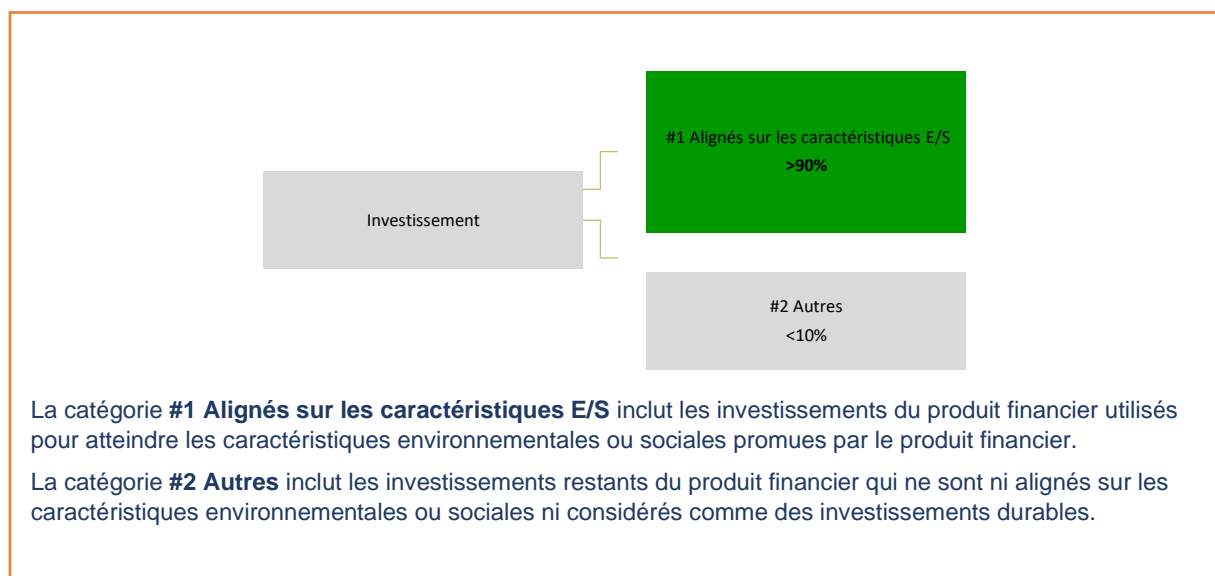 #1 Alignés sur les caractéristiques E/S
>90%
Investissement
#2 Autres
<10%
La catégorie #1 Alignés sur les caractéristiques E/S inclut les investissements du produit financier utilisés
pour atteindre les caractéristiques environnementales ou sociales promues par le produit financier.
La catégorie #2 Autres inclut les investissements restants du produit financier qui ne sont ni alignés sur les
caractéristiques environnementales ou sociales ni considérés comme des investissements durables.